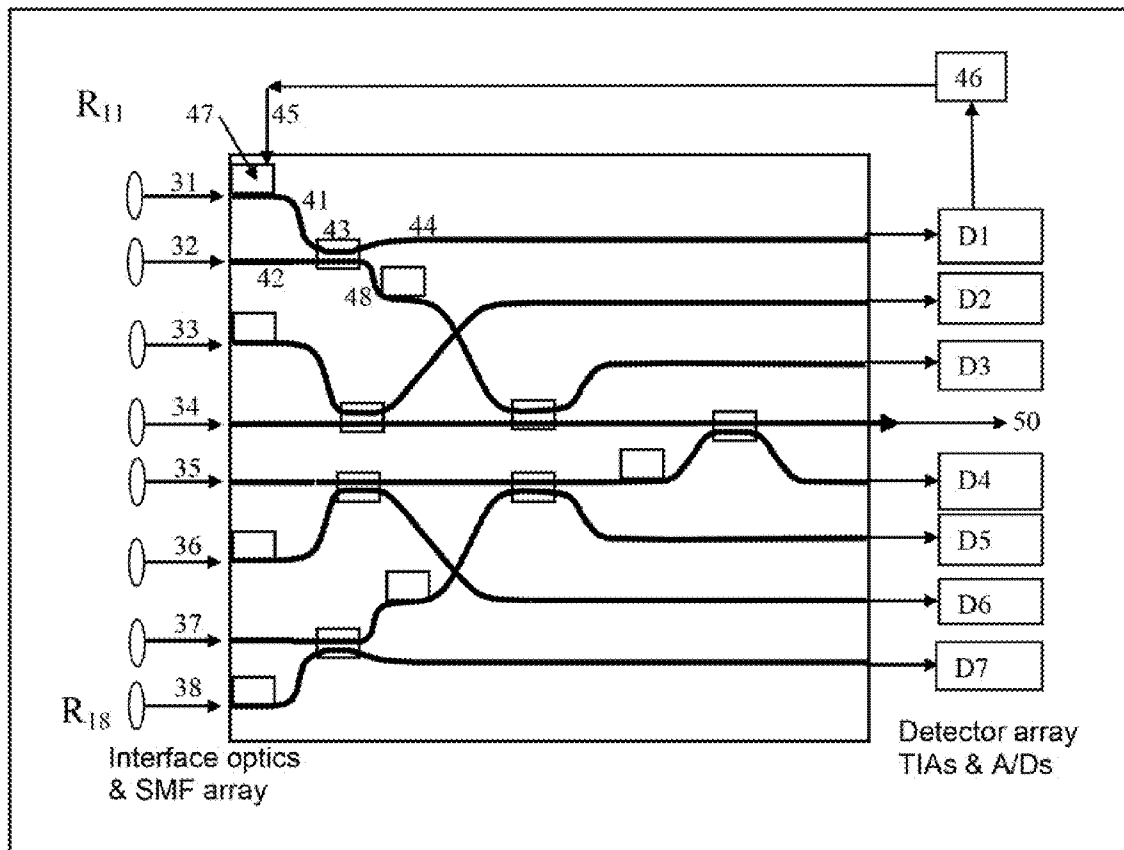 46
R11
47
45
31
41
43
44
D1
32
42
48
D2
33
D3
34
50
35
D4
36
D5
D6
37
D7
38
R18
Interface optics
& SMF array
Detector array
TIAs & A/Ds